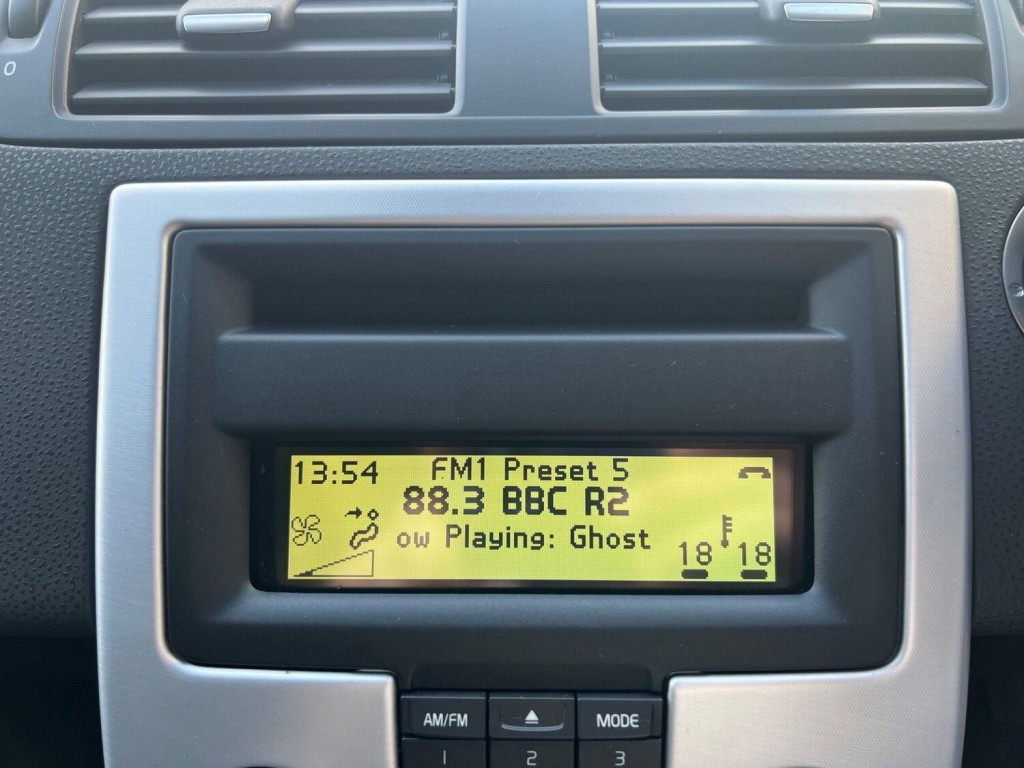 0
13:54 FM1 Preset 5
88.3 BBC R2
ow Playing: Ghost
18 18
AM/FM MODE
1 2 3